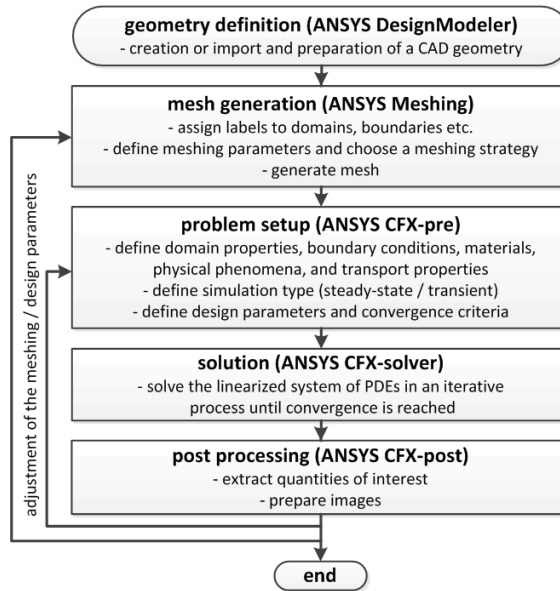 geometry definition (ANSYS DesignModeler)
- creation or import and preparation of a CAD geometry
mesh generation (ANSYS Meshing)
- assign labels to domains, boundaries etc.
- define meshing parameters and choose a meshing strategy
- generate mesh
problem setup (ANSYS CFX-pre)
- define domain properties, boundary conditions, materials,
physical phenomena, and transport properties
- define simulation type (steady-state / transient)
- define design parameters and convergence criteria
solution (ANSYS CFX-solver)
- solve the linearized system of PDEs in an iterative
process until convergence is reached
post processing (ANSYS CFX-post)
- extract quantities of interest
- prepare images
adjustment of the meshing / design parameters
end